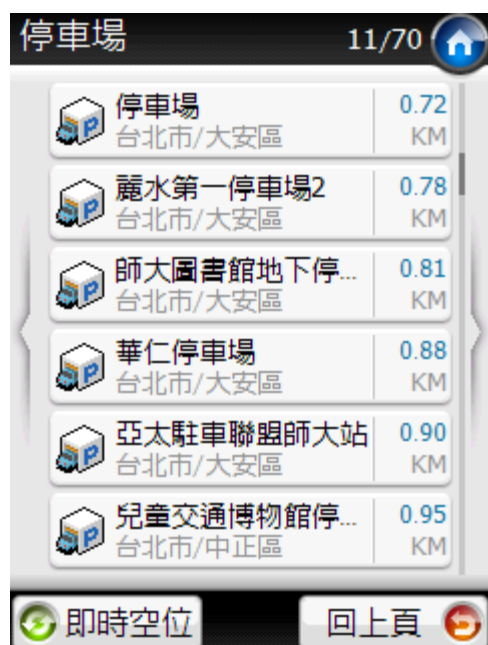 停車場 11/70
停車場 0.72
台北市/大安區 KM
麗水第一停車場2 0.78
台北市/大安區 KM
師大圖書館地下停... 0.81
台北市/大安區 KM
華仁停車場 0.88
台北市/大安區 KM
亞太駐車聯盟師大站 0.90
台北市/大安區 KM
兒童交通博物館停... 0.95
台北市/中正區 KM
即時空位 回上頁